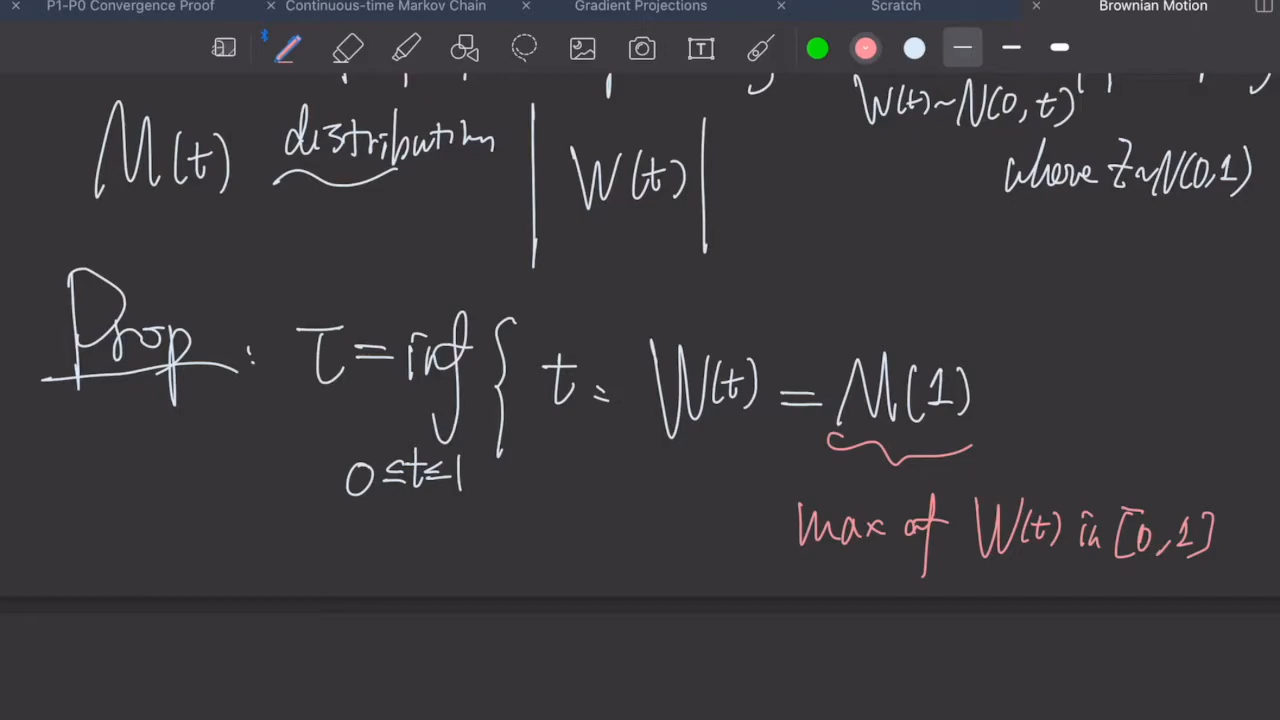 P1-P0 Convergence Proof Continuous-time Markov Chain Gradient Projections Scratch Brownian Motion
W(t)~N(0,t)
M(t) distribution |W(t)|
where Z~N(0,1)
Prop: τ = inf { t : W(t) = M(1)
0≤t≤1
max of W(t) in [0,1]